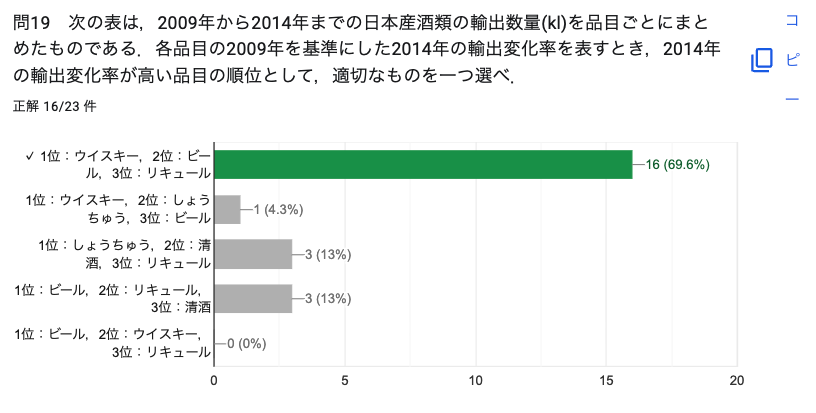 問19　次の表は，2009年から2014年までの日本産酒類の輸出数量(kl)を品目ごとにまと
めたものである．各品目の2009年を基準にした2014年の輸出変化率を表すとき，2014年
の輸出変化率が高い品目の順位として，適切なものを一つ選べ．
コピー
正解 16/23 件
✓ 1位：ウイスキー，2位：ビー
ル，3位：リキュール
16 (69.6%)
1位：ウイスキー，2位：しょう
ちゅう，3位：ビール
1 (4.3%)
1位：しょうちゅう，2位：清
酒，3位：リキュール
3 (13%)
1位：ビール，2位：リキュール，
3位：清酒
3 (13%)
1位：ビール，2位：ウイスキー，
3位：リキュール
0 (0%)
0 5 10 15 20